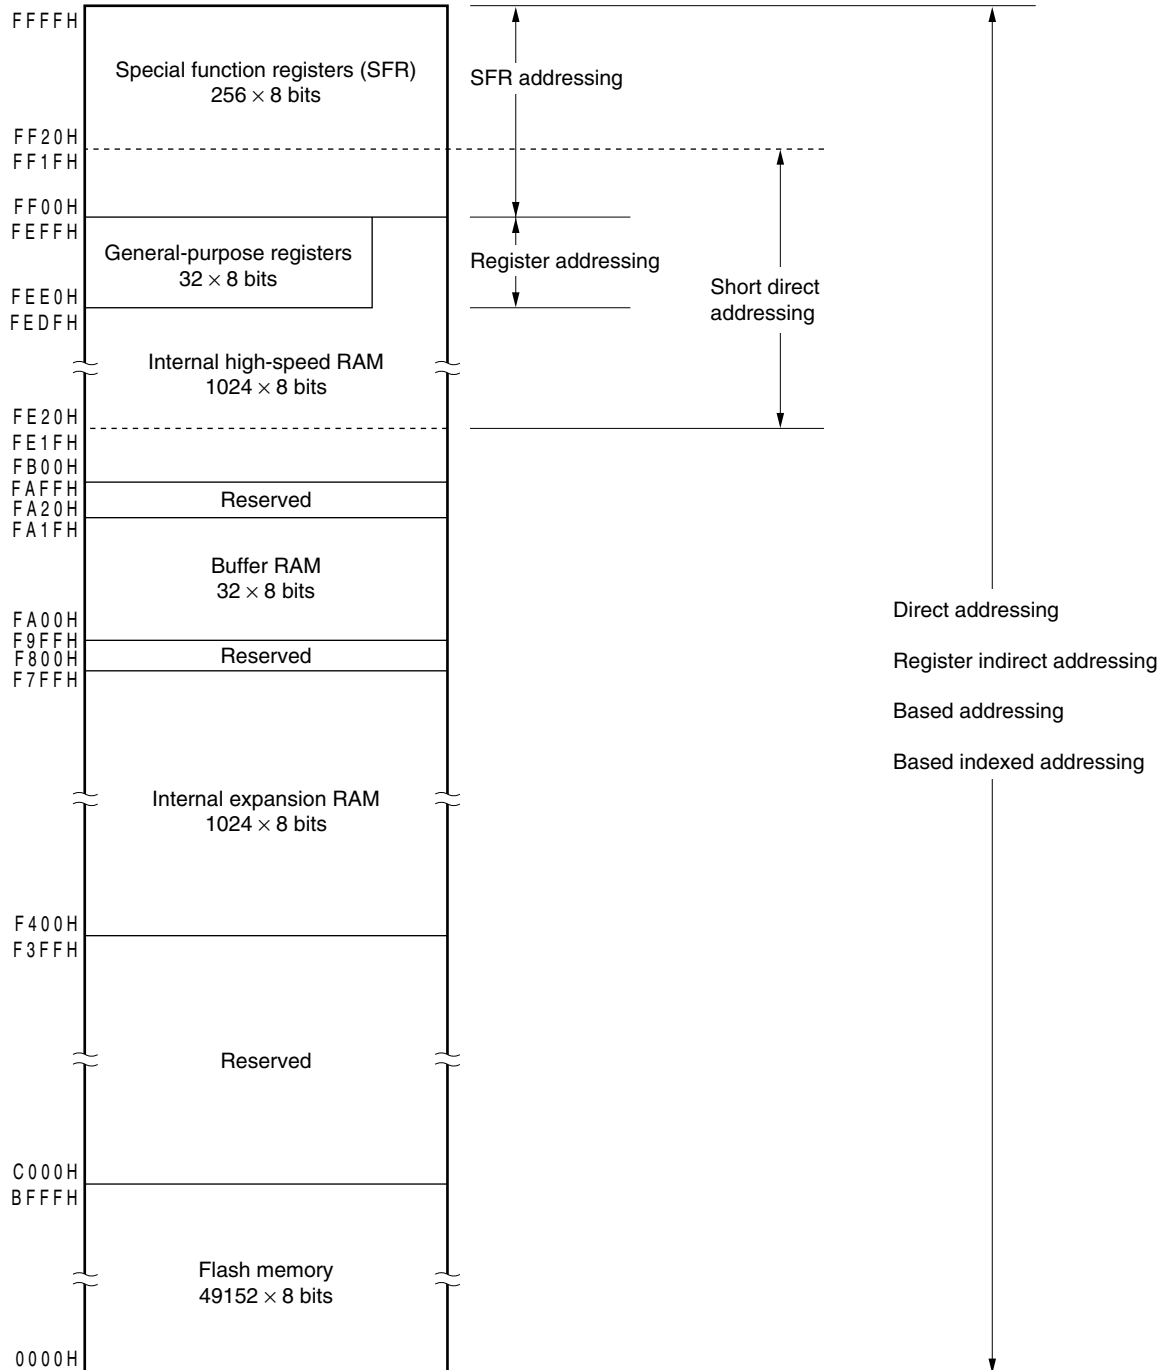 FFFFH
Special function registers (SFR)
256 × 8 bits
SFR addressing
FF20H
FF1FH
FF00H
FEFFH
General-purpose registers
32 × 8 bits
Register addressing
FEE0H
FEDFH
Short direct
addressing
Internal high-speed RAM
1024 × 8 bits
FE20H
FE1FH
FB00H
FAFFH
Reserved
FA20H
FA1FH
Buffer RAM
32 × 8 bits
FA00H
F9FFH
Reserved
F800H
F7FFH
Direct addressing
Register indirect addressing
Based addressing
Based indexed addressing
Internal expansion RAM
1024 × 8 bits
F400H
F3FFH
Reserved
C000H
BFFFH
Flash memory
49152 × 8 bits
0000H